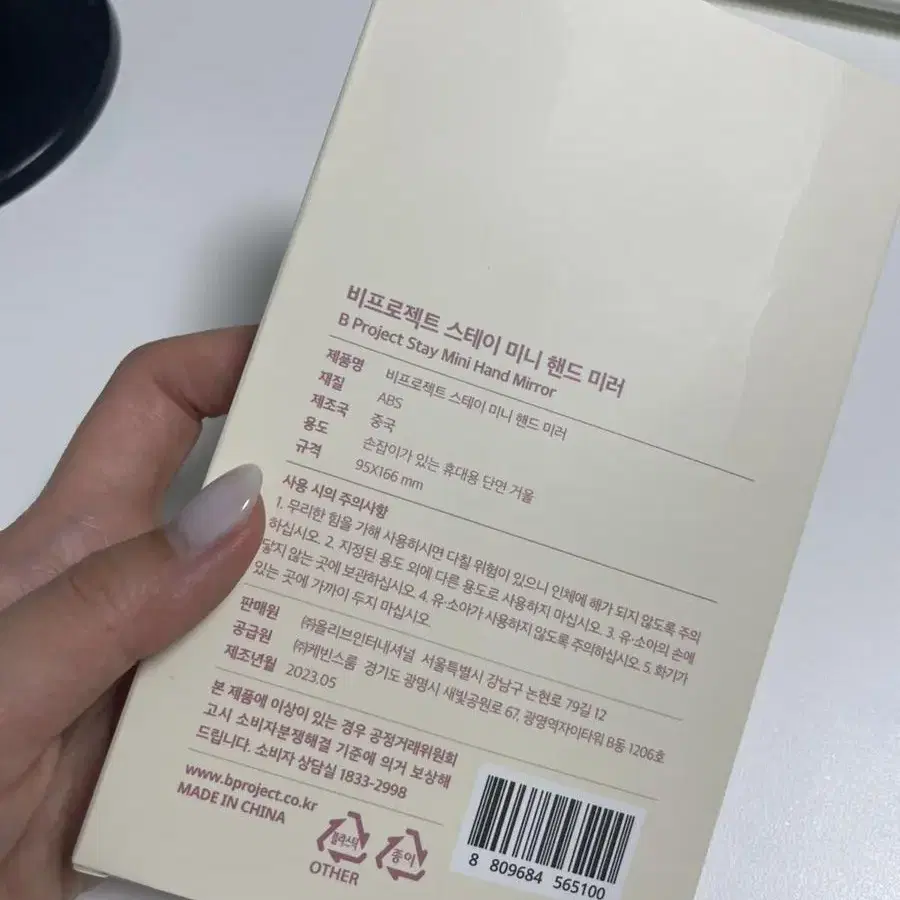 비프로젝트 스테이 미니 핸드 미러
B Project Stay Mini Hand Mirror
제품명 비프로젝트 스테이 미니 핸드 미러
재질 ABS
제조국 중국
용도 손잡이가 있는 휴대용 단면 거울
규격 95X166 mm
사용 시의 주의사항
1. 무리한 힘을 가해 사용하시면 다칠 위험이 있으니 인체에 해가 되지 않도록 주의
하십시오. 2. 지정된 용도 외에 다른 용도로 사용하지 마십시오. 3. 유·소아의 손에
닿지 않는 곳에 보관하십시오. 4. 유·소아가 사용하지 않도록 주의하십시오. 5. 화기가
있는 곳에 가까이 두지 마십시오
판매원 ㈜올리브인터내셔널 서울특별시 강남구 논현로 79길 12
공급원 ㈜케빈스룸 경기도 광명시 새빛공원로 67, 광명역자이타워 B동 1206호
제조년월 2023.05
본 제품에 이상이 있는 경우 공정거래위원회
고시 소비자분쟁해결 기준에 의거 보상해
드립니다. 소비자 상담실 1833-2998
www.bproject.co.kr
MADE IN CHINA
플라스틱
종이
OTHER
8 809684 565100